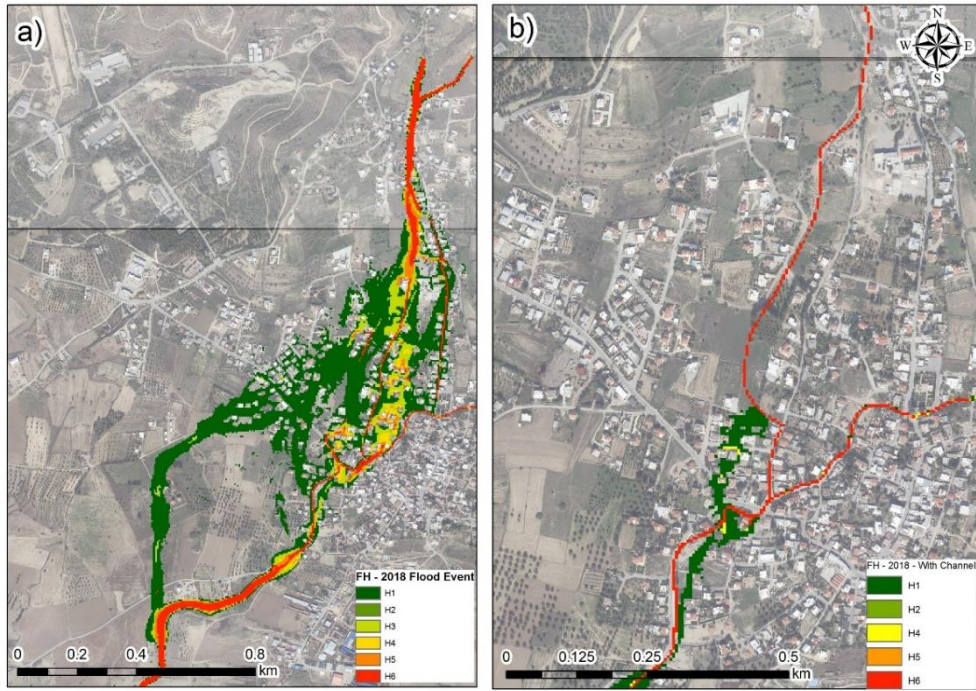 a)
FH - 2018 Flood Event
H1
H2
H3
H4
H5
H6
0 0.2 0.4 0.8
km
b)
N
W E
S
FH - 2018 - With Channel
H1
H2
H4
H5
H6
0 0.125 0.25 0.5
km